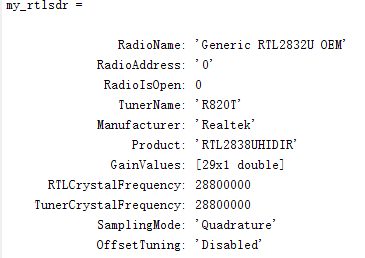 my_rtlsdr =
RadioName: 'Generic RTL2832U OEM'
RadioAddress: '0'
RadioIsOpen: 0
TunerName: 'R820T'
Manufacturer: 'Realtek'
Product: 'RTL2838UHIDIR'
GainValues: [29x1 double]
RTLCrystalFrequency: 28800000
TunerCrystalFrequency: 28800000
SamplingMode: 'Quadrature'
OffsetTuning: 'Disabled'